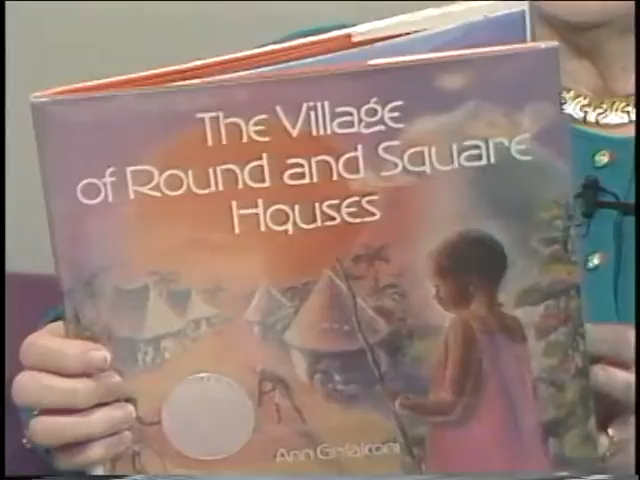 The Village
of Round and Square
Houses
Ann Grifalconi